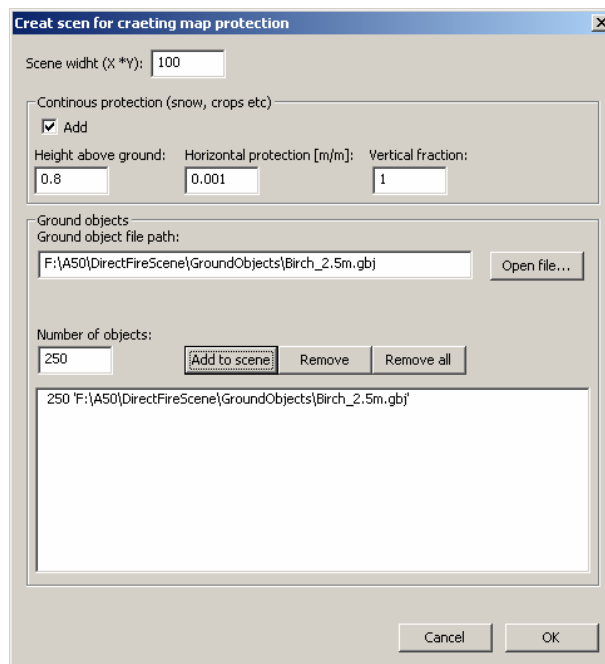 Creat scen for craeting map protection
Scene widht (X *Y): 100
Continous protection (snow, crops etc)
Add
Height above ground: Horizontal protection [m/m]: Vertical fraction:
0.8 0.001 1
Ground objects
Ground object file path:
F:\A50\DirectFireScene\GroundObjects\Birch_2.5m.gbj Open file...
Number of objects:
250 Add to scene Remove Remove all
250 'F:\A50\DirectFireScene\GroundObjects\Birch_2.5m.gbj'
Cancel OK